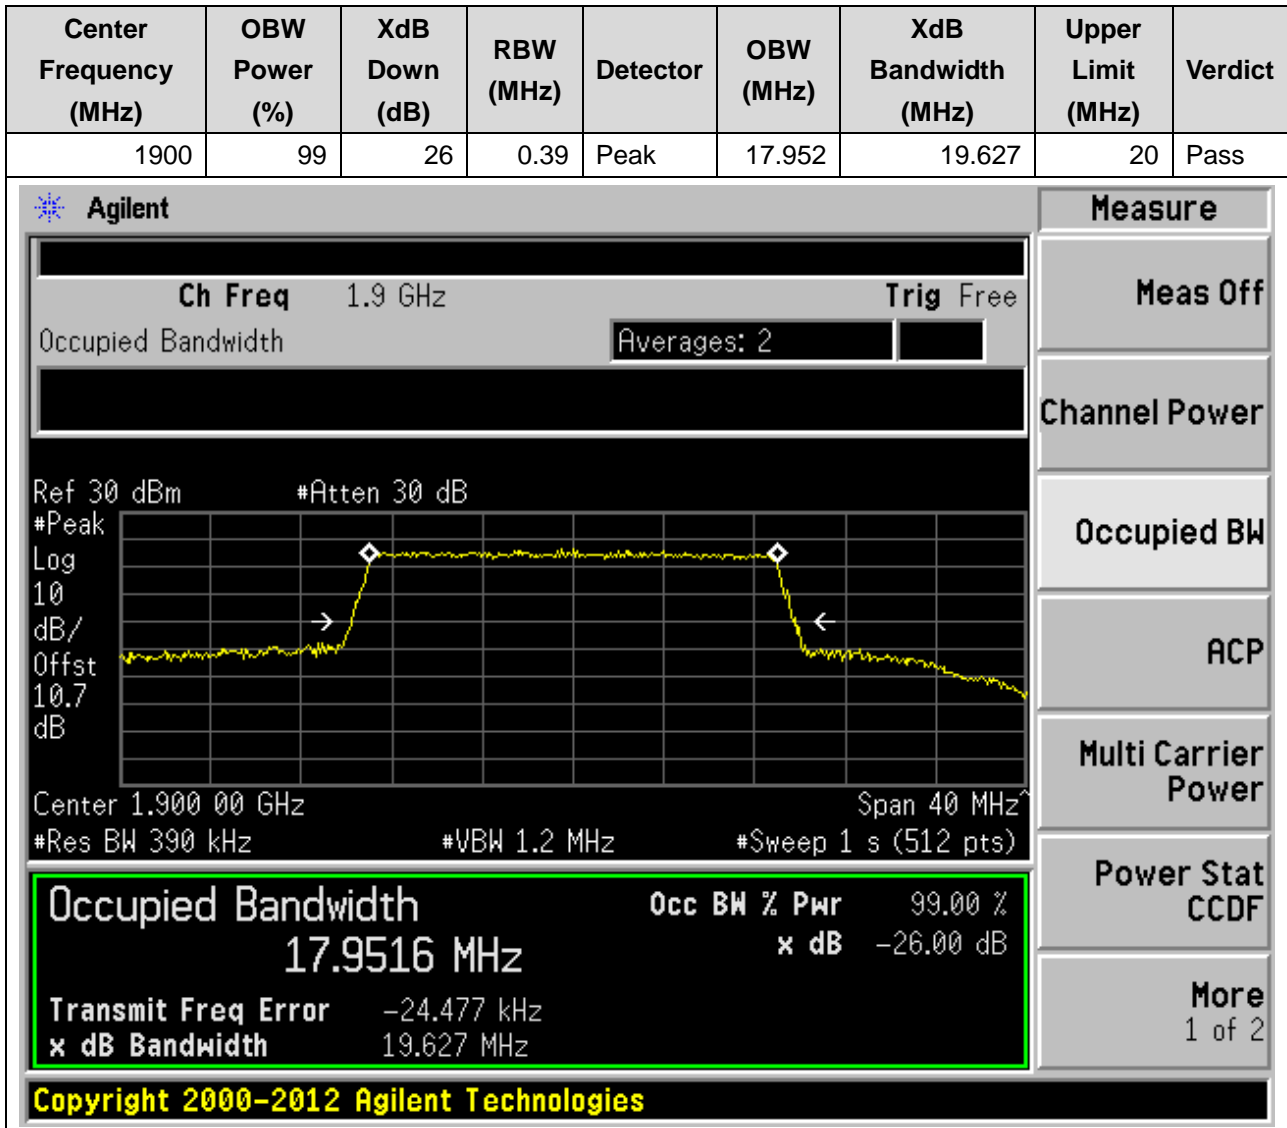 Center Frequency (MHz) OBW Power (%) XdB Down (dB) RBW (MHz) Detector OBW (MHz) XdB Bandwidth (MHz) Upper Limit (MHz) Verdict
1900 99 26 0.39 Peak 17.952 19.627 20 Pass
Agilent
Measure
Ch Freq 1.9 GHz Trig Free
Meas Off
Occupied Bandwidth Averages: 2
Channel Power
Ref 30 dBm #Atten 30 dB
#Peak
Log
10
dB/
Offst
10.7
dB
Occupied BW
ACP
Multi Carrier
Power
Center 1.900 00 GHz Span 40 MHz^
#Res BW 390 kHz #VBW 1.2 MHz #Sweep 1 s (512 pts)
Power Stat
CCDF
Occupied Bandwidth Occ BW % Pwr 99.00 %
17.9516 MHz x dB -26.00 dB
Transmit Freq Error -24.477 kHz
x dB Bandwidth 19.627 MHz
More
1 of 2
Copyright 2000-2012 Agilent Technologies